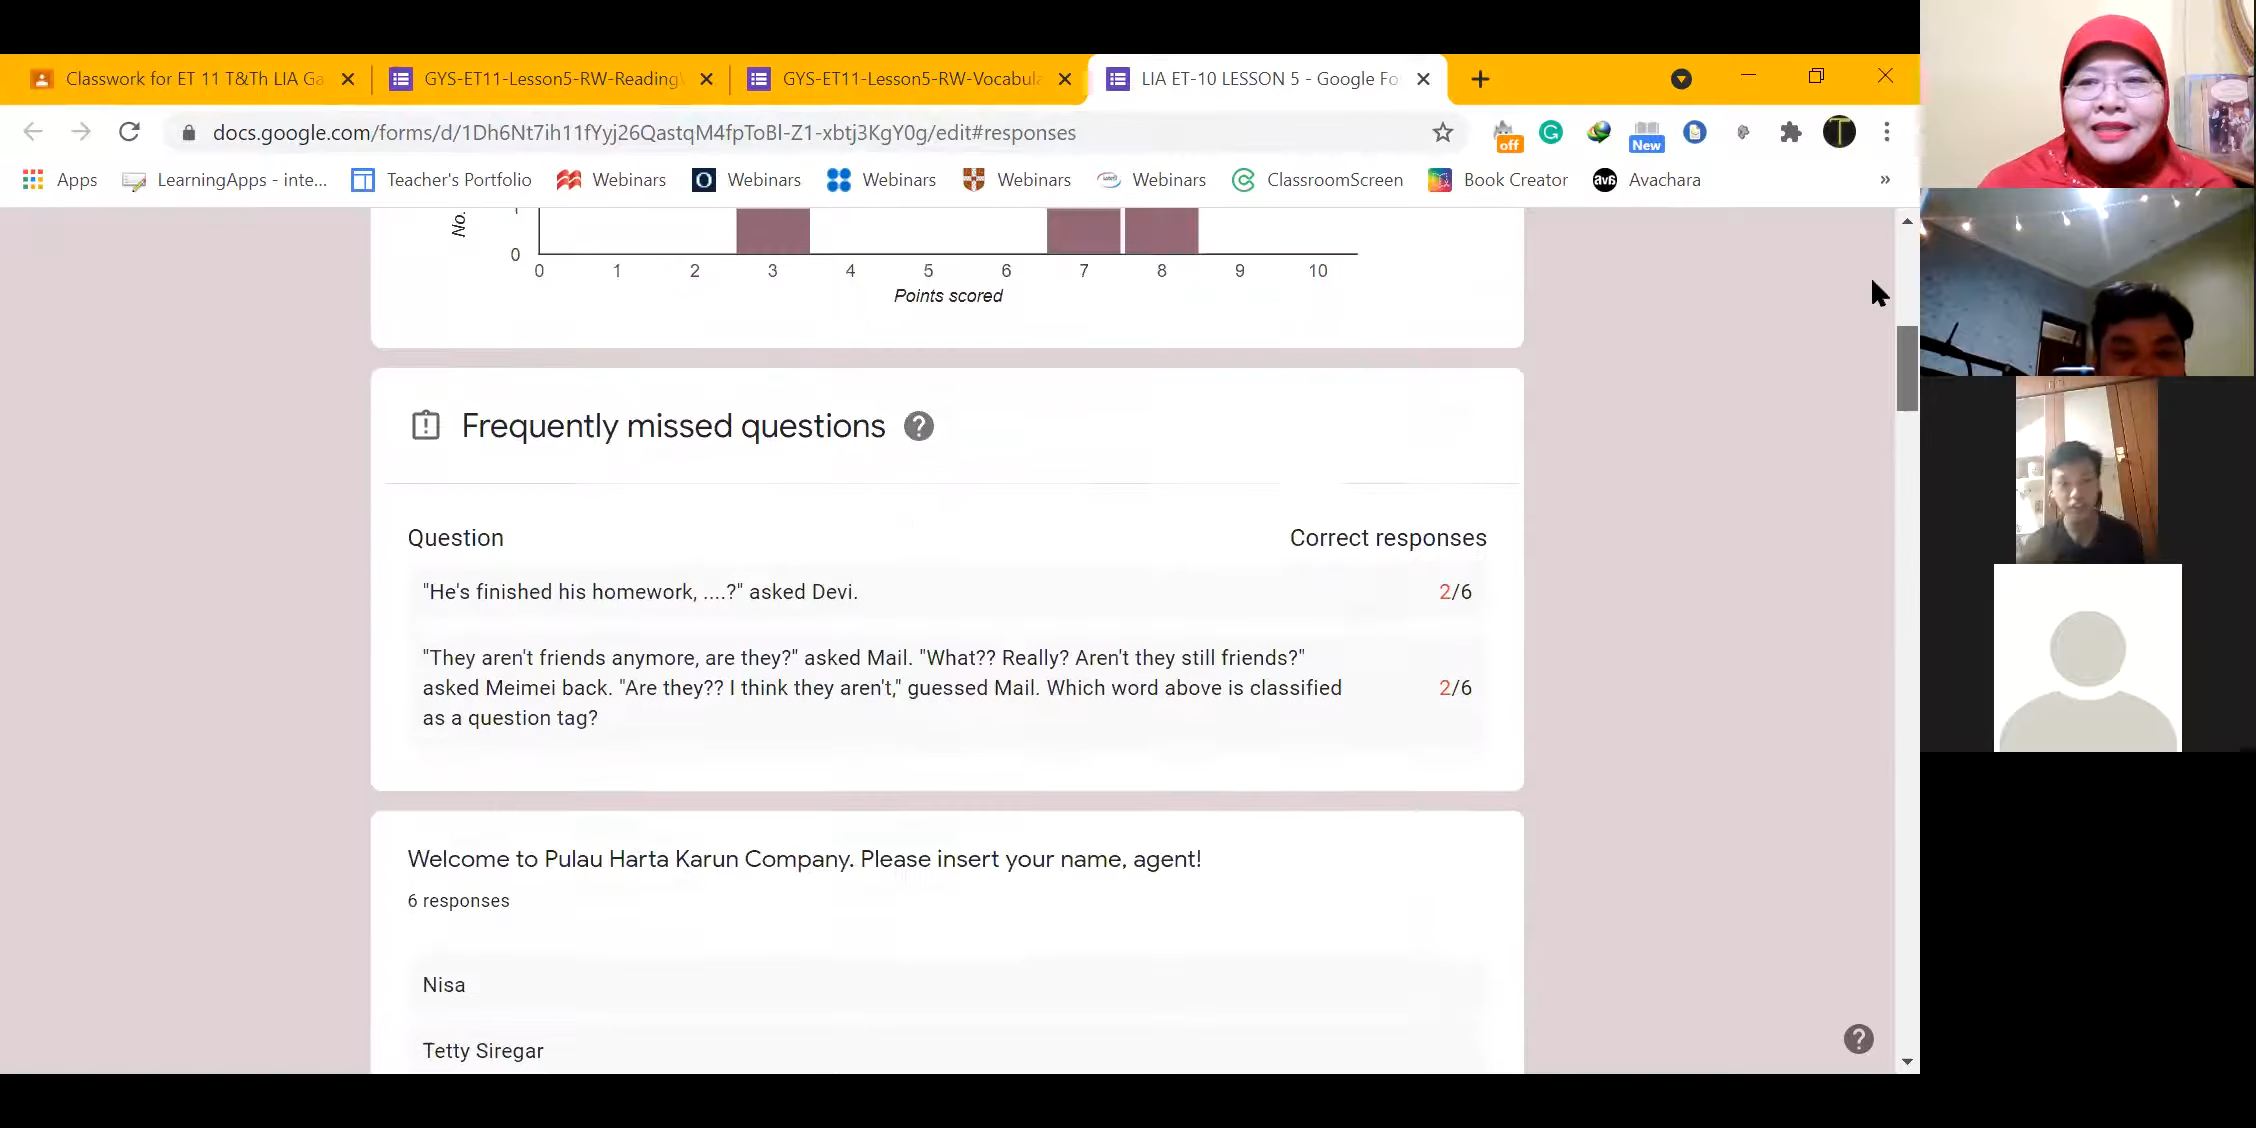 Classwork for ET 11 T&Th LIA Ga
GYS-ET11-Lesson5-RW-Reading
GYS-ET11-Lesson5-RW-Vocabula
LIA ET-10 LESSON 5 - Google Fo
docs.google.com/forms/d/1Dh6Nt7ih11fYyj26QastqM4fpToBl-Z1-xbtj3KgY0g/edit#responses
off
New
T
Apps
LearningApps - inte...
Teacher's Portfolio
Webinars
Webinars
Webinars
Webinars
Webinars
ClassroomScreen
Book Creator
Avachara
»
No.
0
0 1 2 3 4 5 6 7 8 9 10
Points scored
Frequently missed questions
Question Correct responses
"He's finished his homework, ....?" asked Devi. 2/6
"They aren't friends anymore, are they?" asked Mail. "What?? Really? Aren't they still friends?"
asked Meimei back. "Are they?? I think they aren't," guessed Mail. Which word above is classified 2/6
as a question tag?
Welcome to Pulau Harta Karun Company. Please insert your name, agent!
6 responses
Nisa
Tetty Siregar